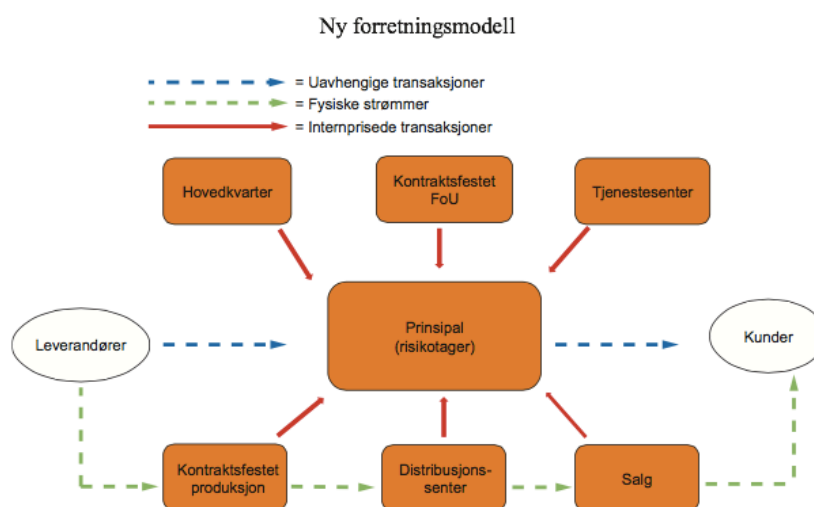 Ny forretningsmodell
= Uavhengige transaksjoner
= Fysiske strømmer
= Internprisede transaksjoner
Hovedkvarter
Kontraktsfestet
FoU
Tjenestesenter
Leverandører
Prinsipal
(risikotager)
Kunder
Kontraktsfestet
produksjon
Distribusjons-
senter
Salg